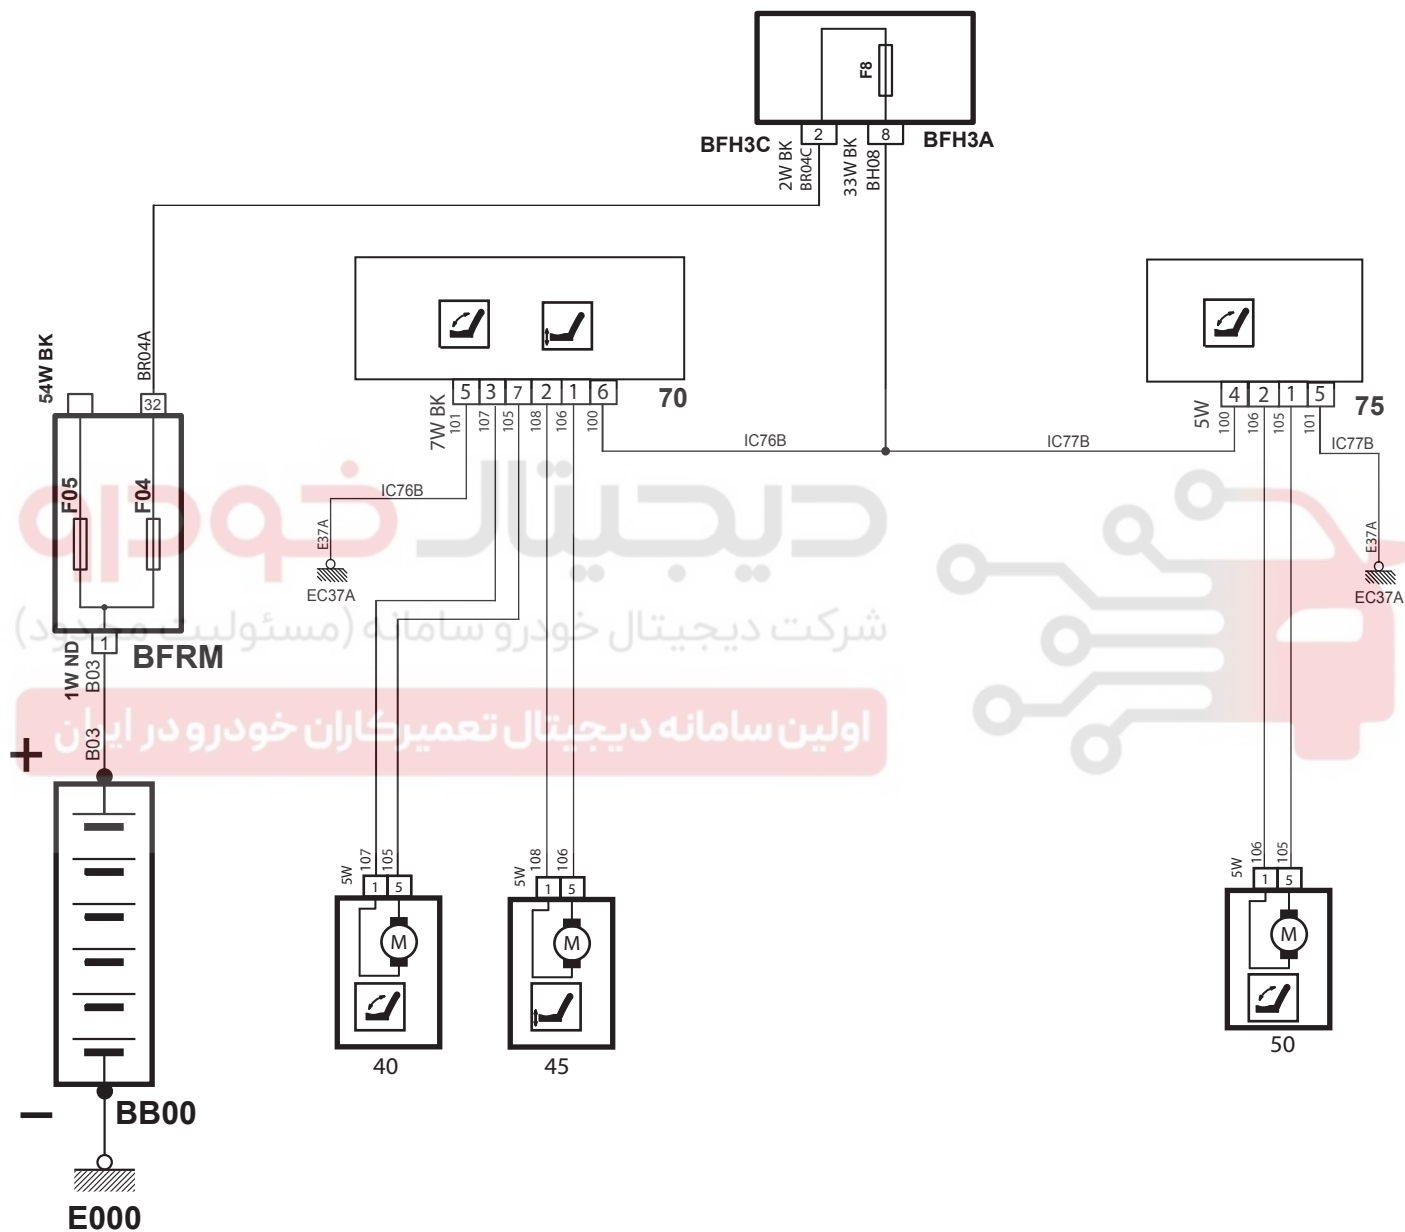 F8
BFH3C
2
8
BFH3A
2W BK
BR04C
33W BK
BH08
54W BK
BR04A
32
F05
F04
1
BFRM
1W ND
B03
B03
+
−
BB00
E000
5 3 7 2 1 6
70
7W BK
101
107
105
108
106
100
IC76B
IC77B
IC76B
E37A
EC37A
4 2 1 5
75
5W
100
106
105
101
IC77B
E37A
EC37A
دیجیتال خودرو
شرکت دیجیتال خودرو سامانه (مسئولیت محدود)
اولین سامانه دیجیتال تعمیرکاران خودرو در ایران
5W
107
105
1 5
M
40
5W
108
106
1 5
M
45
5W
106
105
1 5
M
50